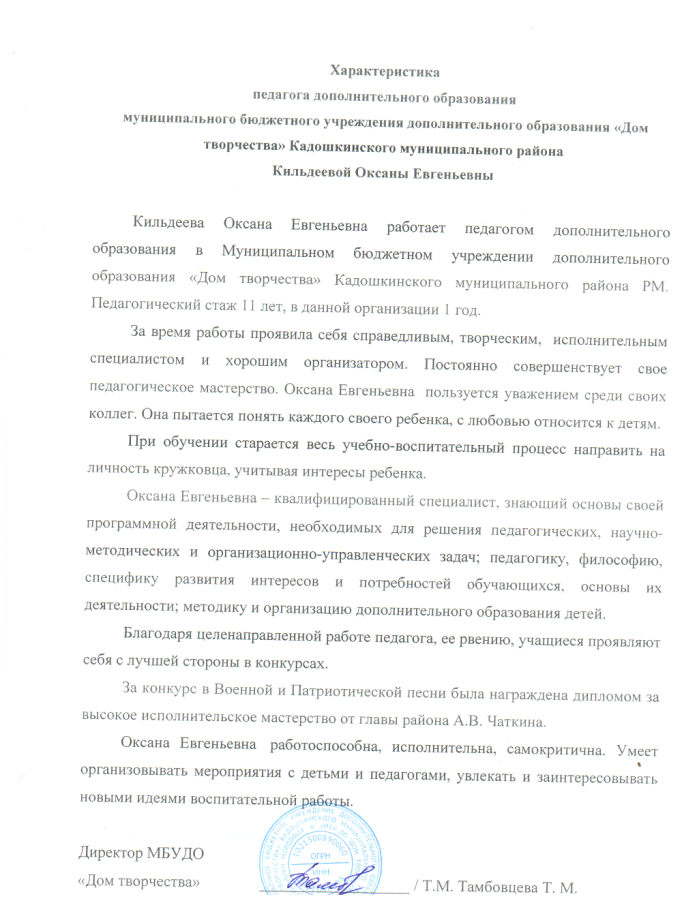 Характеристика
педагога дополнительного образования
муниципального бюджетного учреждения дополнительного образования «Дом
творчества» Кадошкинского муниципального района
Кильдеевой Оксаны Евгеньевны
Кильдеева Оксана Евгеньевна работает педагогом дополнительного
образования в Муниципальном бюджетном учреждении дополнительного
образования «Дом творчества» Кадошкинского муниципального района РМ.
Педагогический стаж 11 лет, в данной организации 1 год.
За время работы проявила себя справедливым, творческим, исполнительным
специалистом и хорошим организатором. Постоянно совершенствует свое
педагогическое мастерство. Оксана Евгеньевна пользуется уважением среди своих
коллег. Она пытается понять каждого своего ребенка, с любовью относится к детям.
При обучении старается весь учебно-воспитательный процесс направить на
личность кружковца, учитывая интересы ребенка.
Оксана Евгеньевна – квалифицированный специалист, знающий основы своей
программной деятельности, необходимых для решения педагогических, научно-
методических и организационно-управленческих задач; педагогику, философию,
специфику развития интересов и потребностей обучающихся, основы их
деятельности; методику и организацию дополнительного образования детей.
Благодаря целенаправленной работе педагога, ее рвению, учащиеся проявляют
себя с лучшей стороны в конкурсах.
За конкурс в Военной и Патриотической песни была награждена дипломом за
высокое исполнительское мастерство от главы района А.В. Чаткина.
Оксана Евгеньевна работоспособна, исполнительна, самокритична. Умеет
организовывать мероприятия с детьми и педагогами, увлекать и заинтересовывать
новыми идеями воспитательной работы.
Директор МБУДО
«Дом творчества» / Т.М. Тамбовцева Т. М.
ОГРН
ИНН